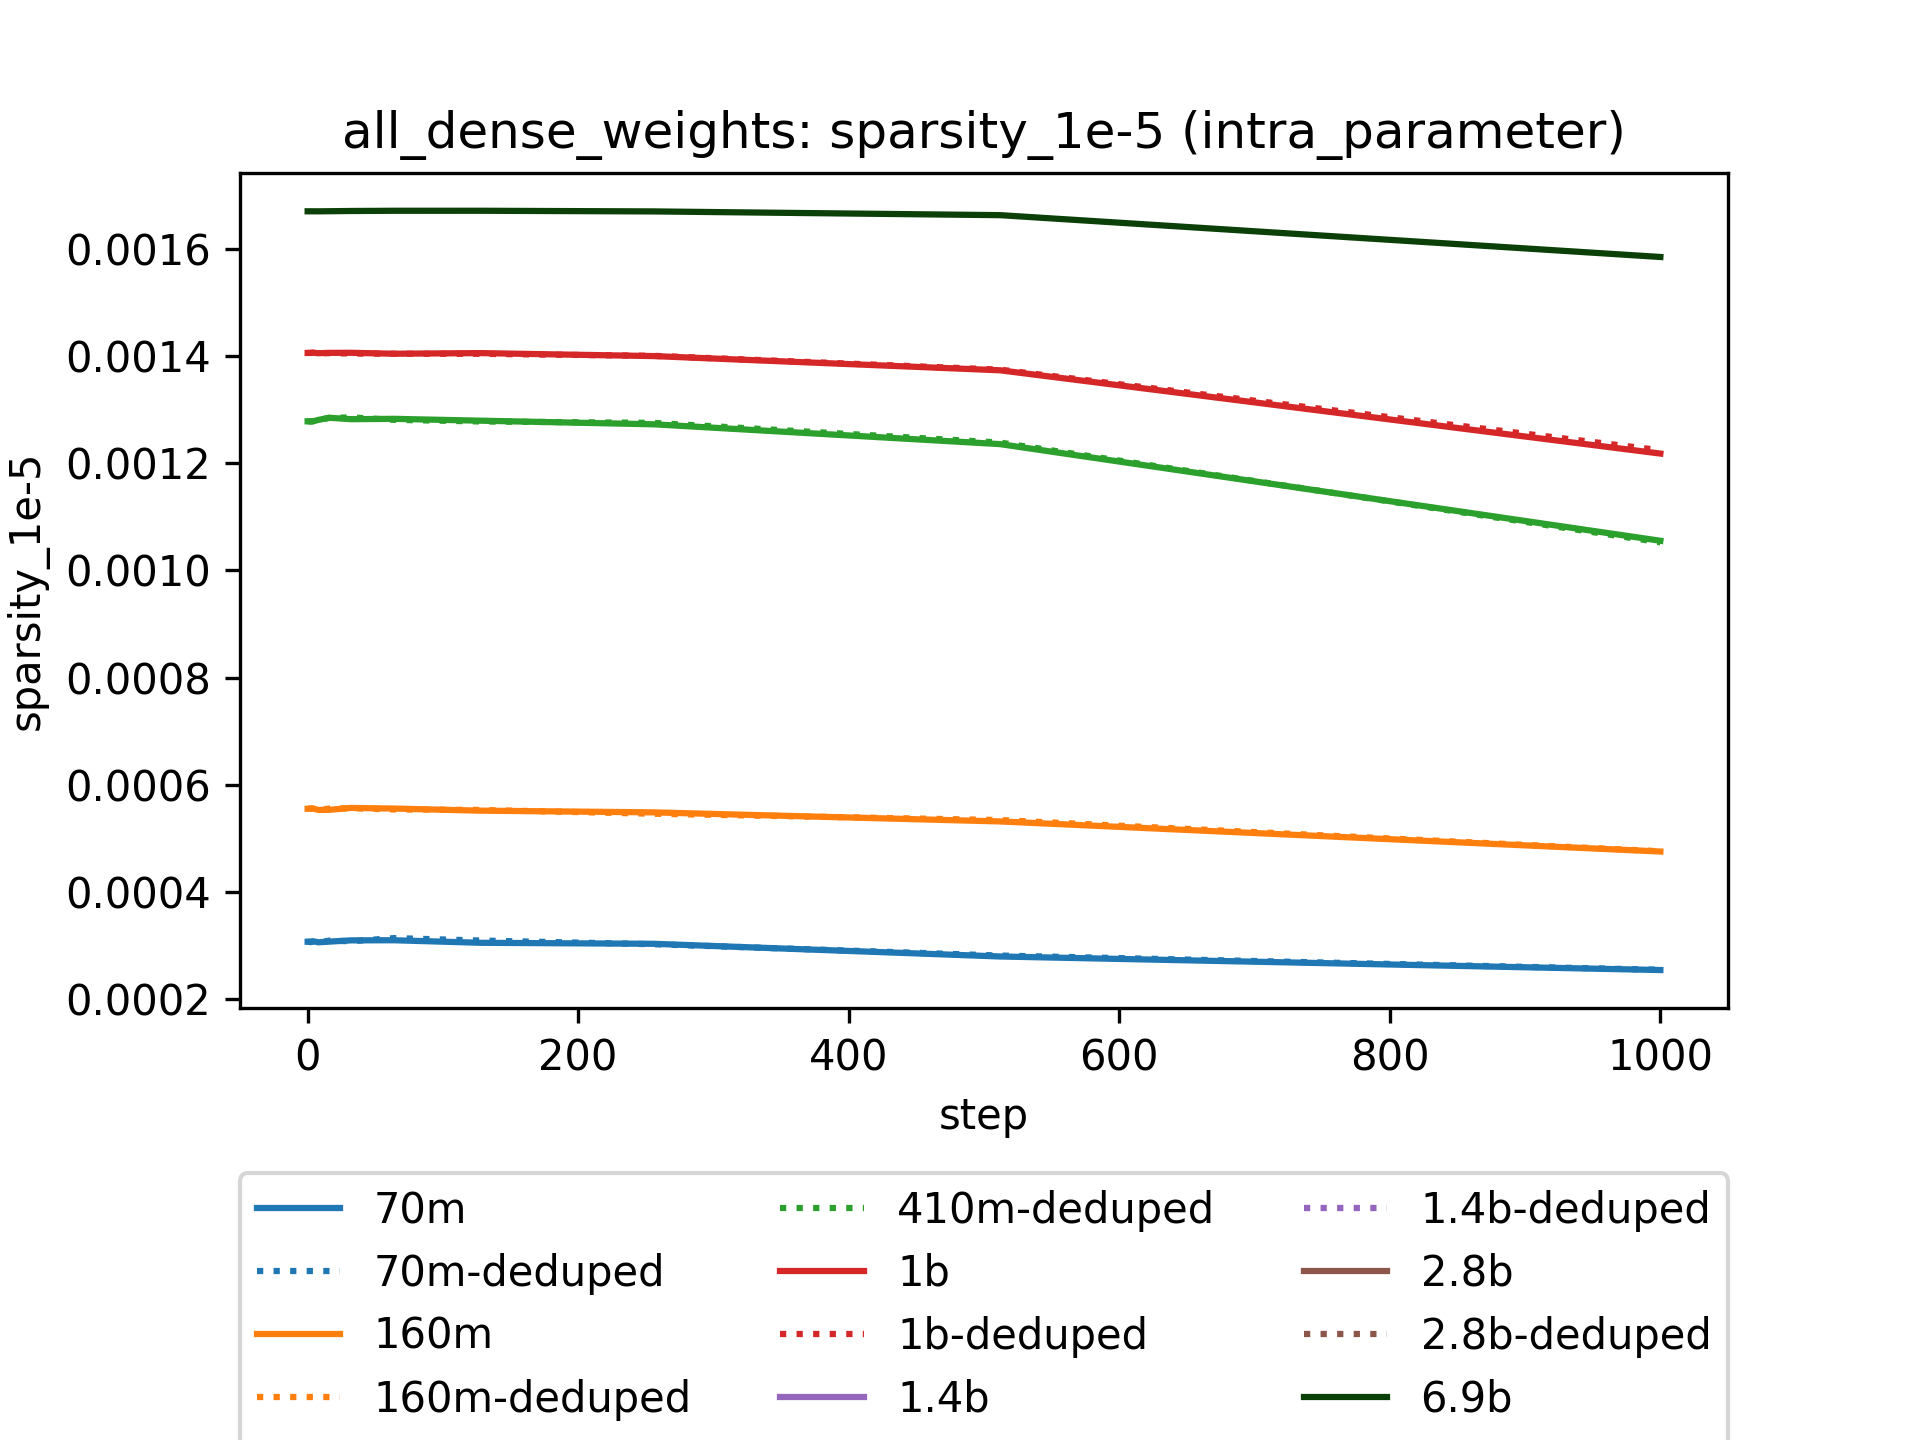 all_dense_weights: sparsity_1e-5 (intra_parameter)
sparsity_1e-5
0.0016
0.0014
0.0012
0.0010
0.0008
0.0006
0.0004
0.0002
0 200 400 600 800 1000
step
70m
70m-deduped
160m
160m-deduped
410m-deduped
1b
1b-deduped
1.4b
1.4b-deduped
2.8b
2.8b-deduped
6.9b